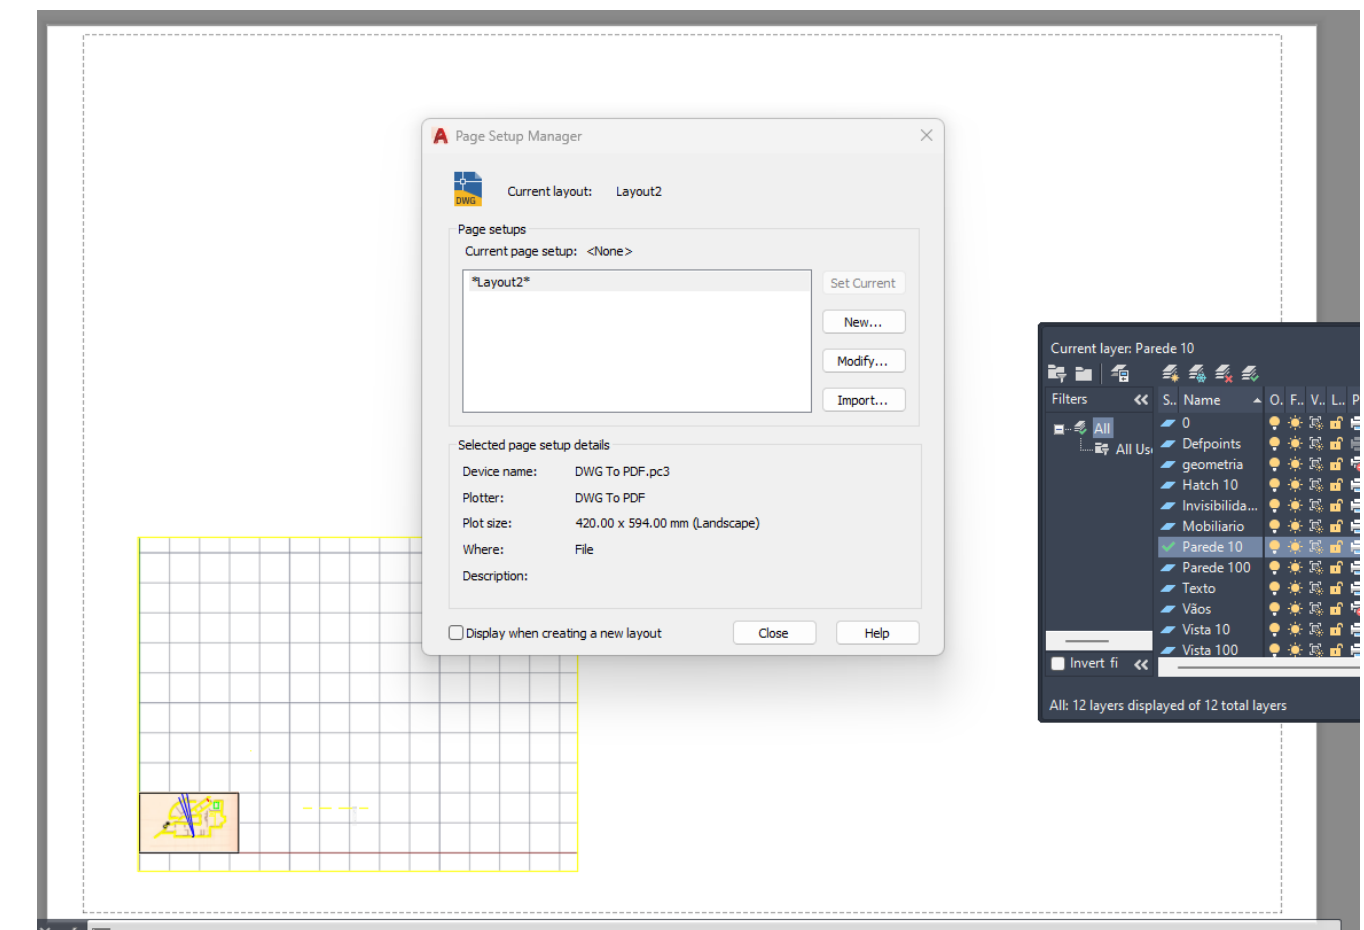 Page Setup Manager
DWG
Current layout: Layout2
Page setups
Current page setup: <None>
*Layout2*
Set Current
New...
Modify...
Import...
Selected page setup details
Device name: DWG To PDF.pc3
Plotter: DWG To PDF
Plot size: 420.00 x 594.00 mm (Landscape)
Where: File
Description:
Display when creating a new layout Close Help
Current layer: Parede 10
Filters S.. Name O. F.. V.. L.. P
All
All Us
0
Defpoints
geometria
Hatch 10
Invisibilida...
Mobiliario
Parede 10
Parede 100
Texto
Vãos
Vista 10
Vista 100
Invert fi
All: 12 layers displayed of 12 total layers